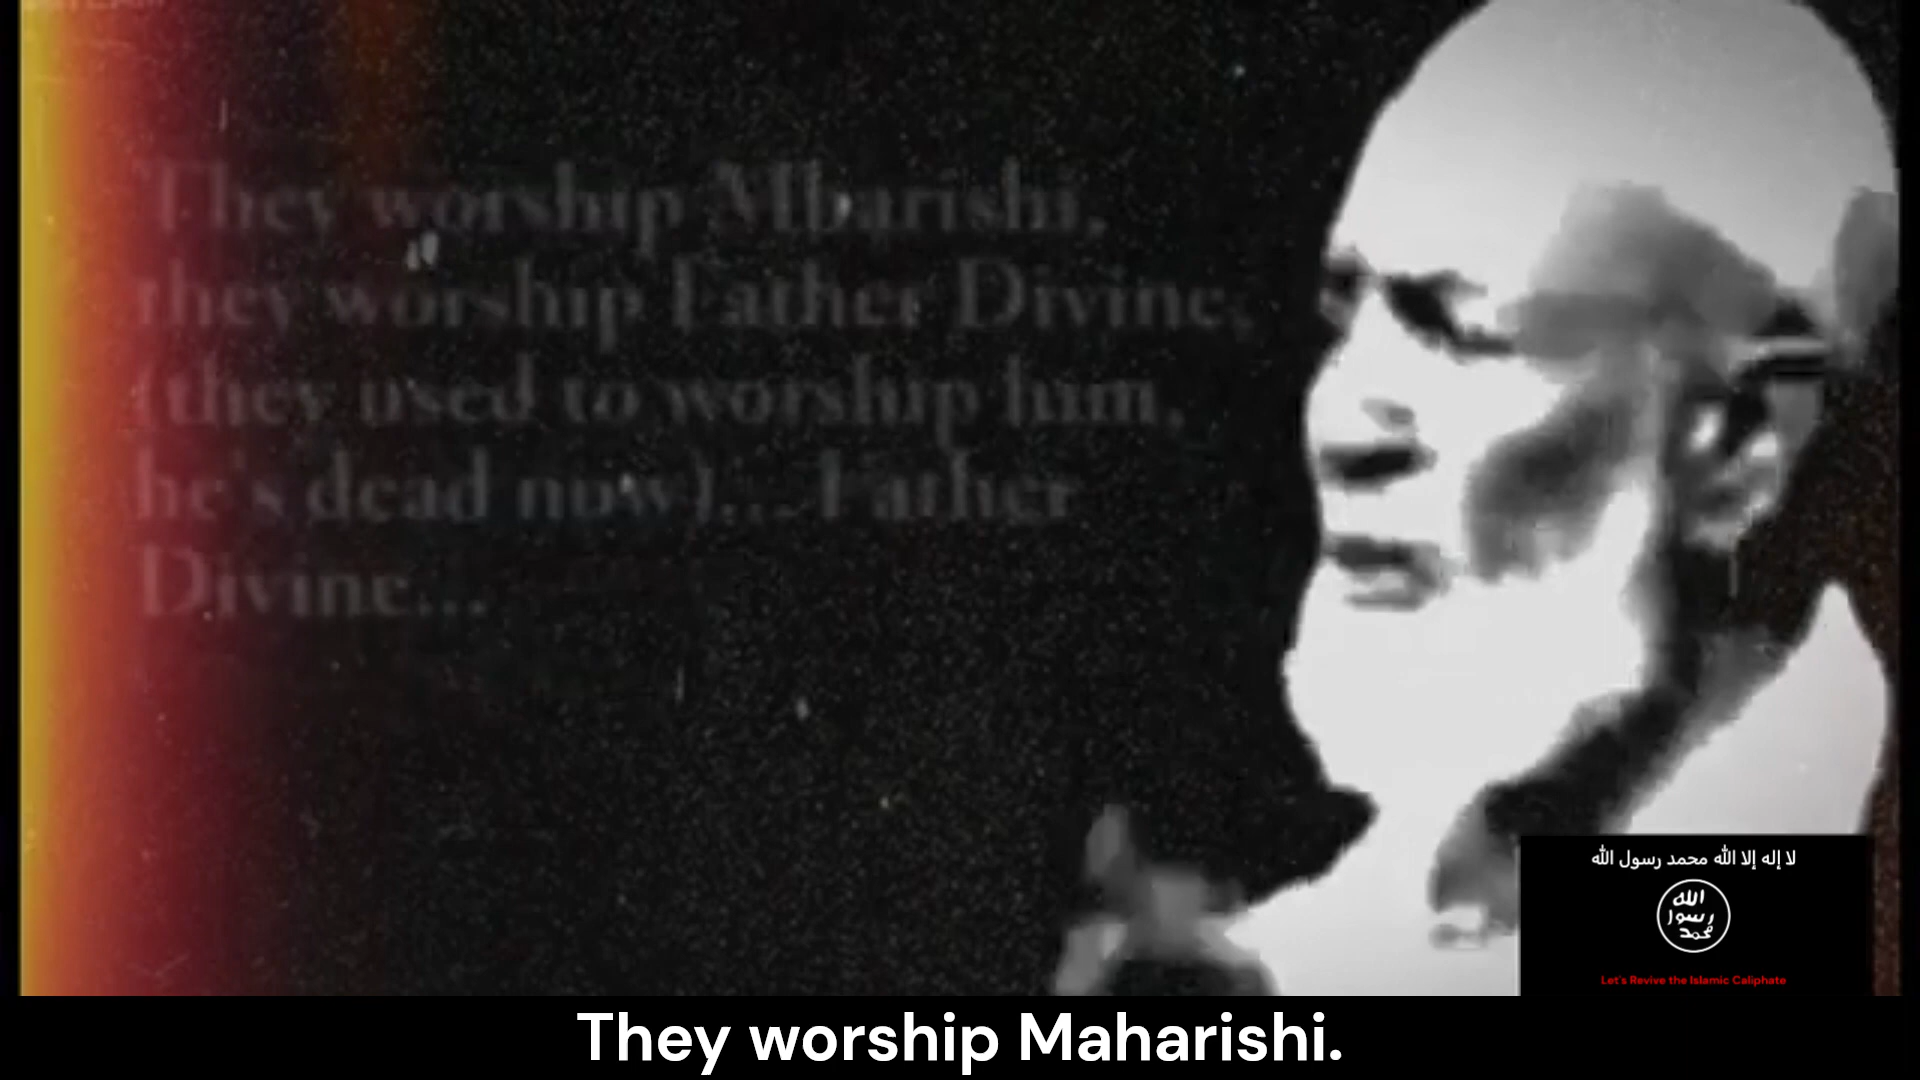 They worship Mbarishi,
they worship Father Divine,
(they used to worship him,
he's dead now)... Father
Divine...
لا إله إلا الله محمد رسول الله
الله
رسول
محمد
Let's Revive the Islamic Caliphate
They worship Maharishi.